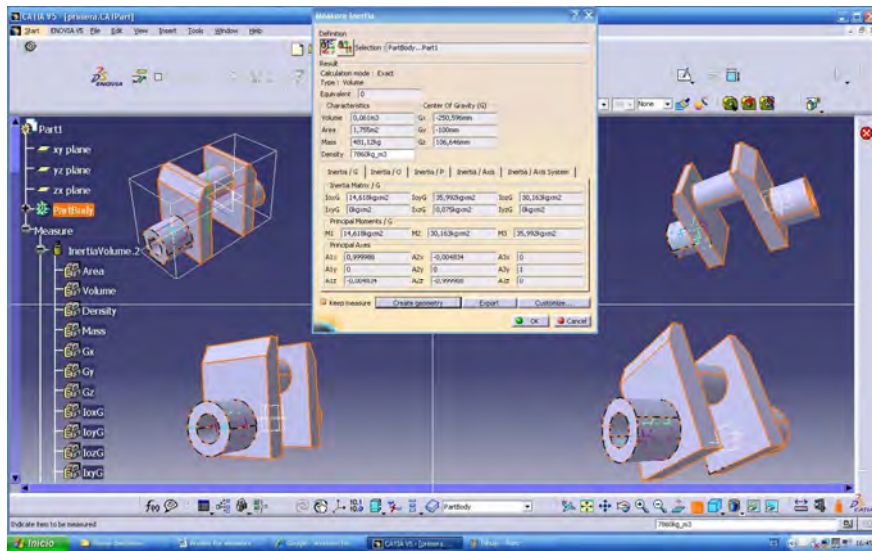 CATIA V5 - [primera.CATPart]
Start ENOVIA V5 File Edit View Insert Tools Window Help
ENOVIA
None
Measure Inertia
Definition
Selection : PartBody...Part1
Result
Calculation mode : Exact
Type : Volume
Equivalent 0
Characteristics Center Of Gravity (G)
Volume 0,061m3 Gx -250,596mm
Area 1,755m2 Gy -100mm
Mass 481,12kg Gz 106,646mm
Density 7860kg_m3
Inertia / G Inertia / O Inertia / P Inertia / Axis Inertia / Axis System
Inertia Matrix / G
IoxG 14,618kgxm2 IoyG 35,992kgxm2 IozG 30,163kgxm2
IxyG 0kgxm2 IxzG 0,075kgxm2 IyzG 0kgxm2
Principal Moments / G
M1 14,618kgxm2 M2 30,163kgxm2 M3 35,992kgxm2
Principal Axes
A1x 0,999988 A2x -0,004834 A3x 0
A1y 0 A2y 0 A3y 1
A1z -0,004834 A2z -0,999988 A3z 0
Keep measure Create geometry Export Customize...
OK Cancel
Part1
xy plane
yz plane
zx plane
PartBody
Measure
InertiaVolume.2
Area
Volume
Density
Mass
Gx
Gy
Gz
IoxG
IoyG
IozG
IxyG
f(x)
PartBody
CATIA
Indicate item to be measured
7860kg_m3
Inicio
CATIA V5 - [primera...
ES
16:45